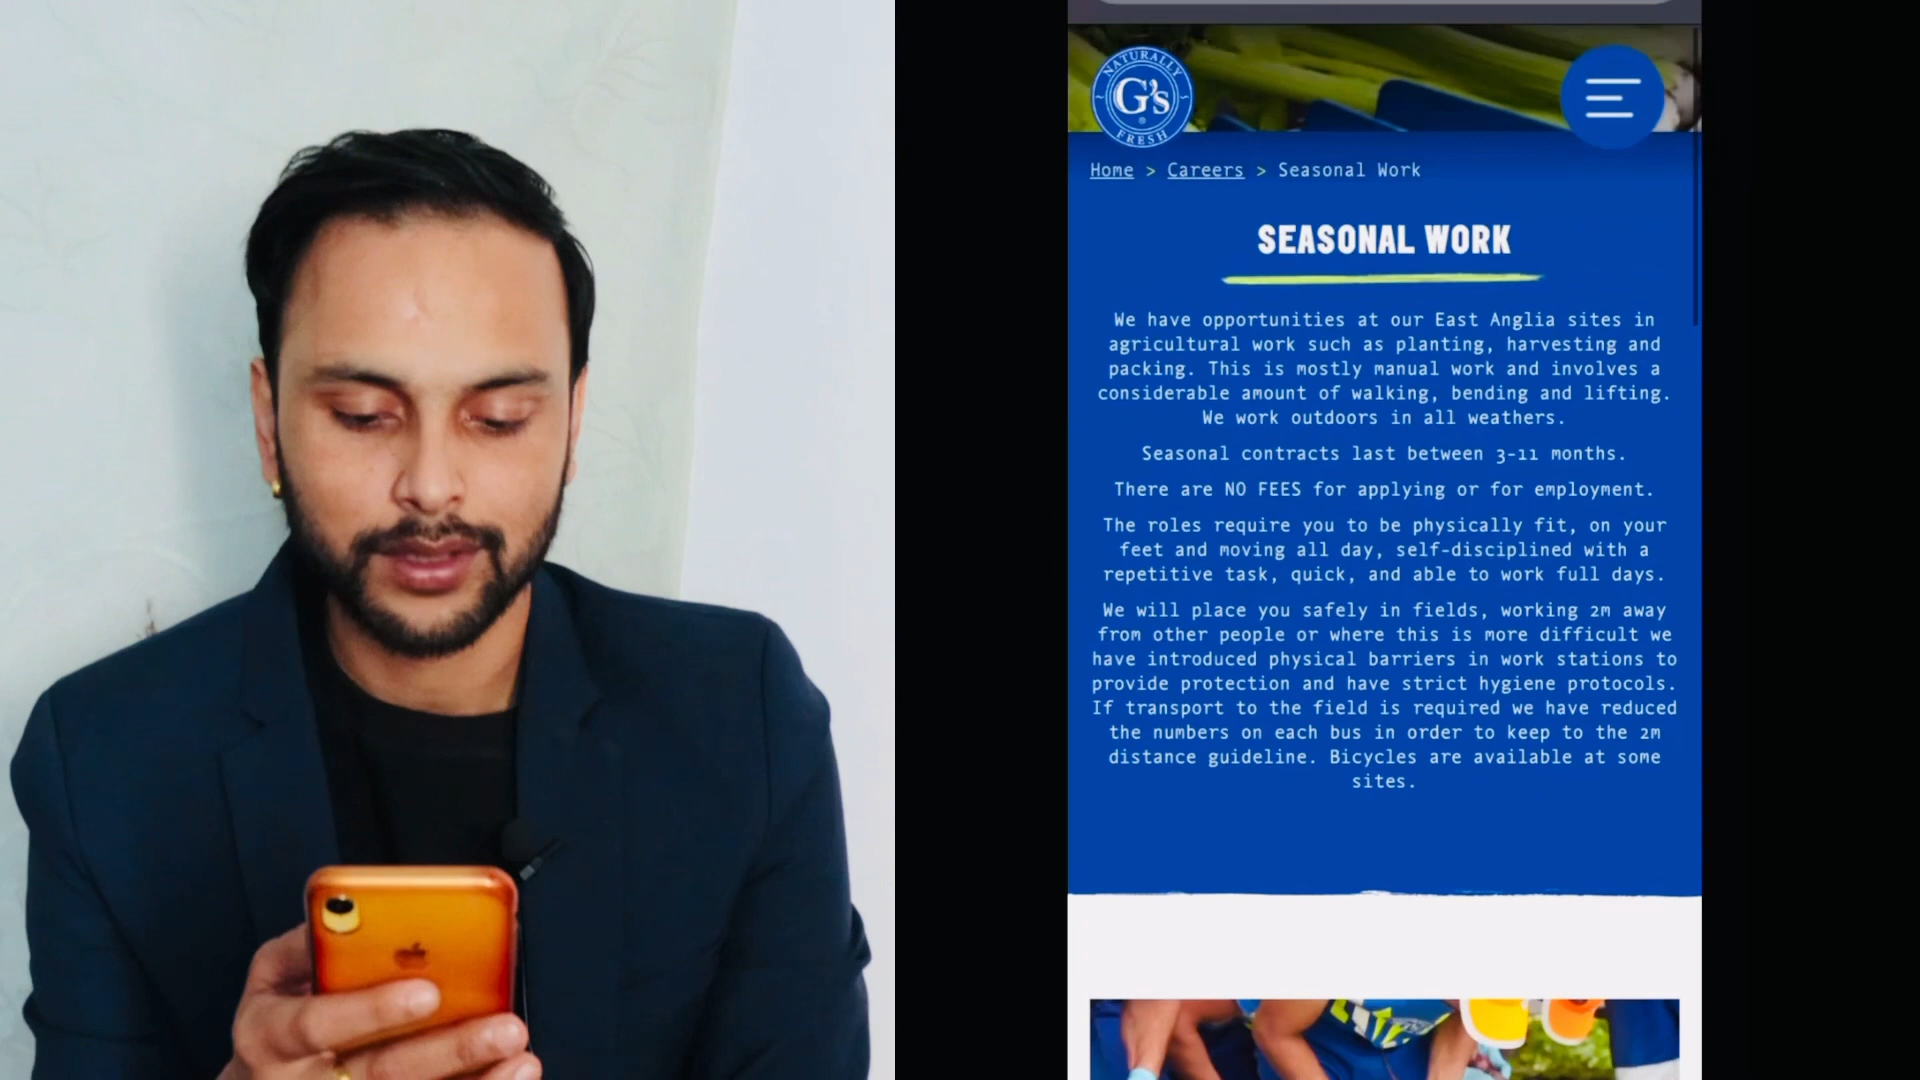 NATURALLY
G's
FRESH
Home > Careers > Seasonal Work
SEASONAL WORK
We have opportunities at our East Anglia sites in
agricultural work such as planting, harvesting and
packing. This is mostly manual work and involves a
considerable amount of walking, bending and lifting.
We work outdoors in all weathers.
Seasonal contracts last between 3-11 months.
There are NO FEES for applying or for employment.
The roles require you to be physically fit, on your
feet and moving all day, self-disciplined with a
repetitive task, quick, and able to work full days.
We will place you safely in fields, working 2m away
from other people or where this is more difficult we
have introduced physical barriers in work stations to
provide protection and have strict hygiene protocols.
If transport to the field is required we have reduced
the numbers on each bus in order to keep to the 2m
distance guideline. Bicycles are available at some
sites.